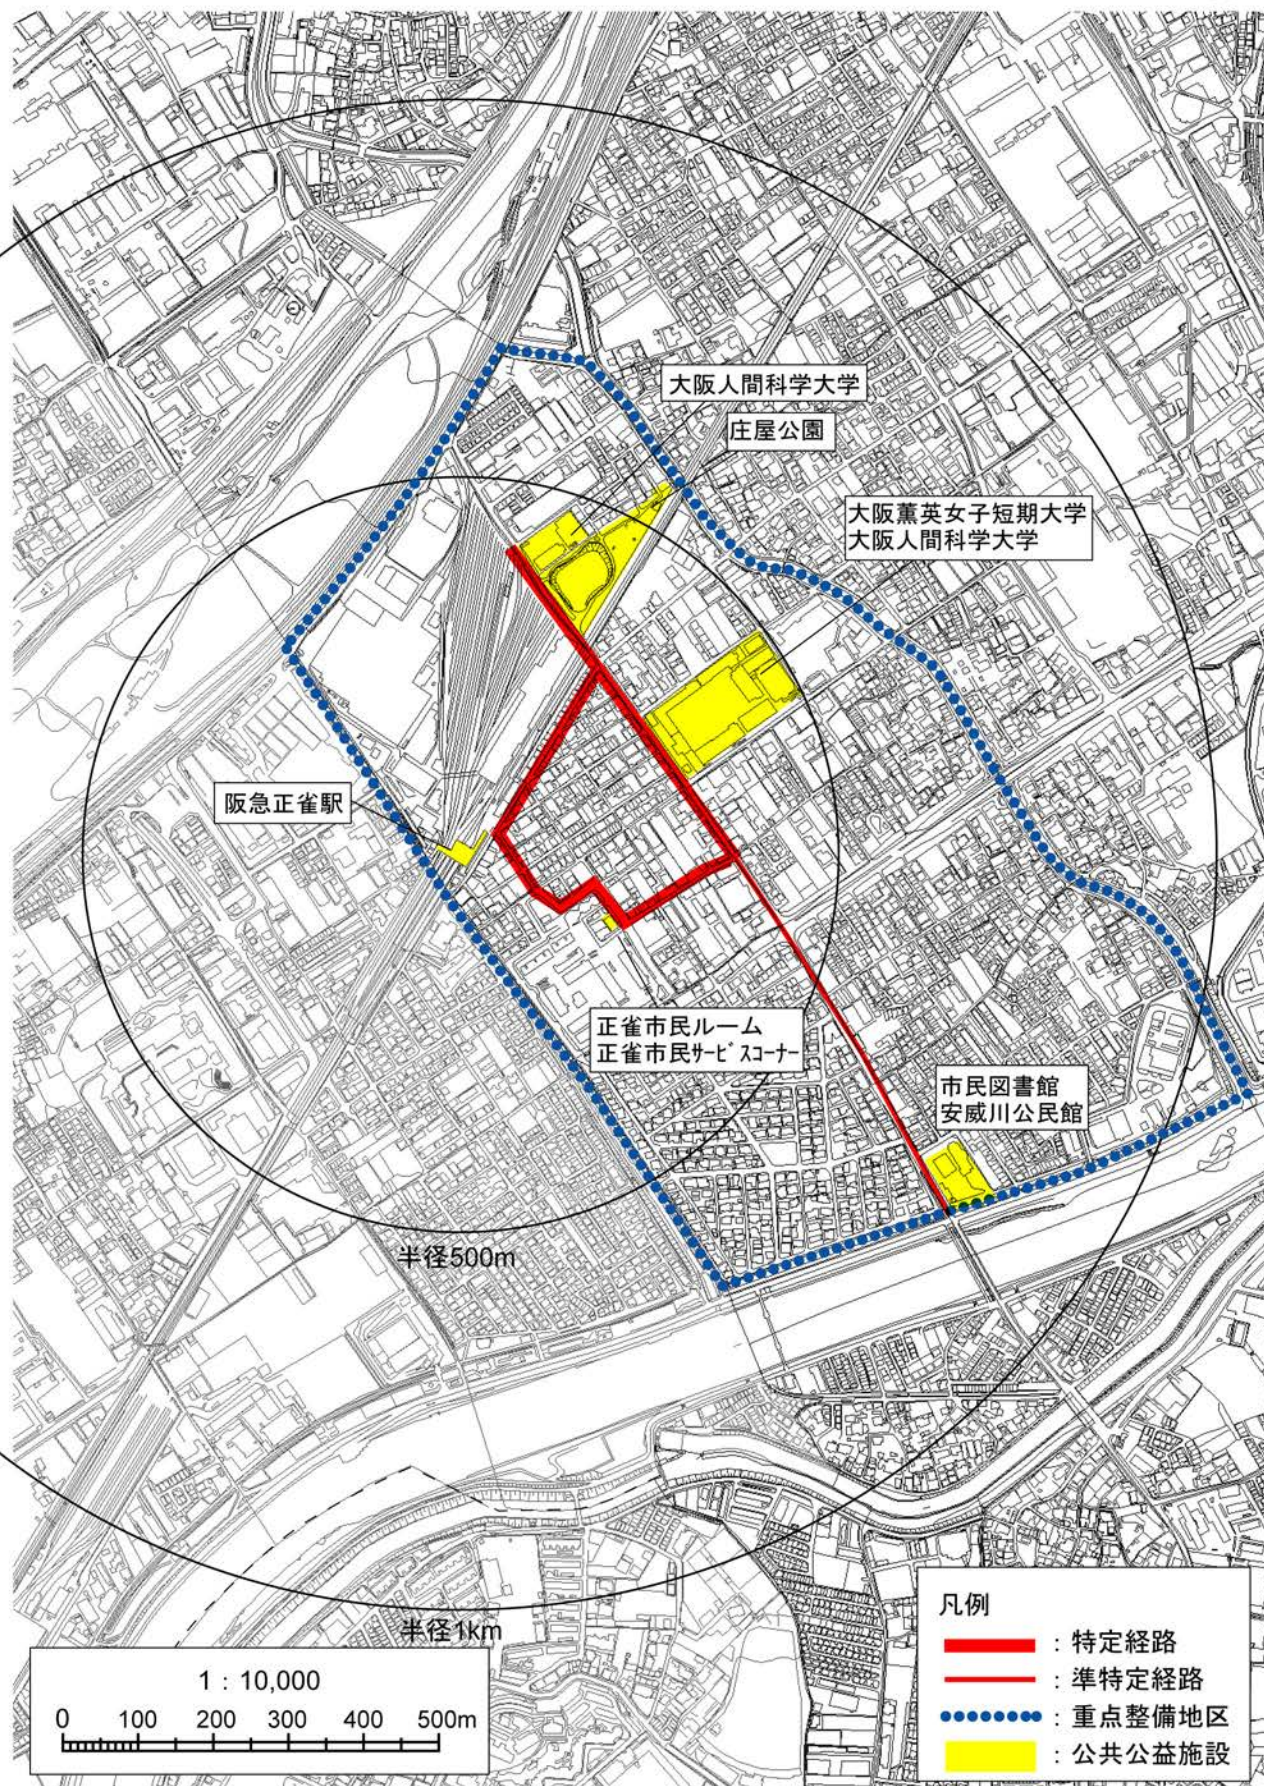 大阪人間科学大学
庄屋公園
大阪薫英女子短期大学
大阪人間科学大学
阪急正雀駅
正雀市民ルーム
正雀市民ｻｰﾋﾞｽｺｰﾅｰ
市民図書館
安威川公民館
半径500m
半径1km
1：10,000
0 100 200 300 400 500m
凡例
：特定経路
：準特定経路
：重点整備地区
：公共公益施設